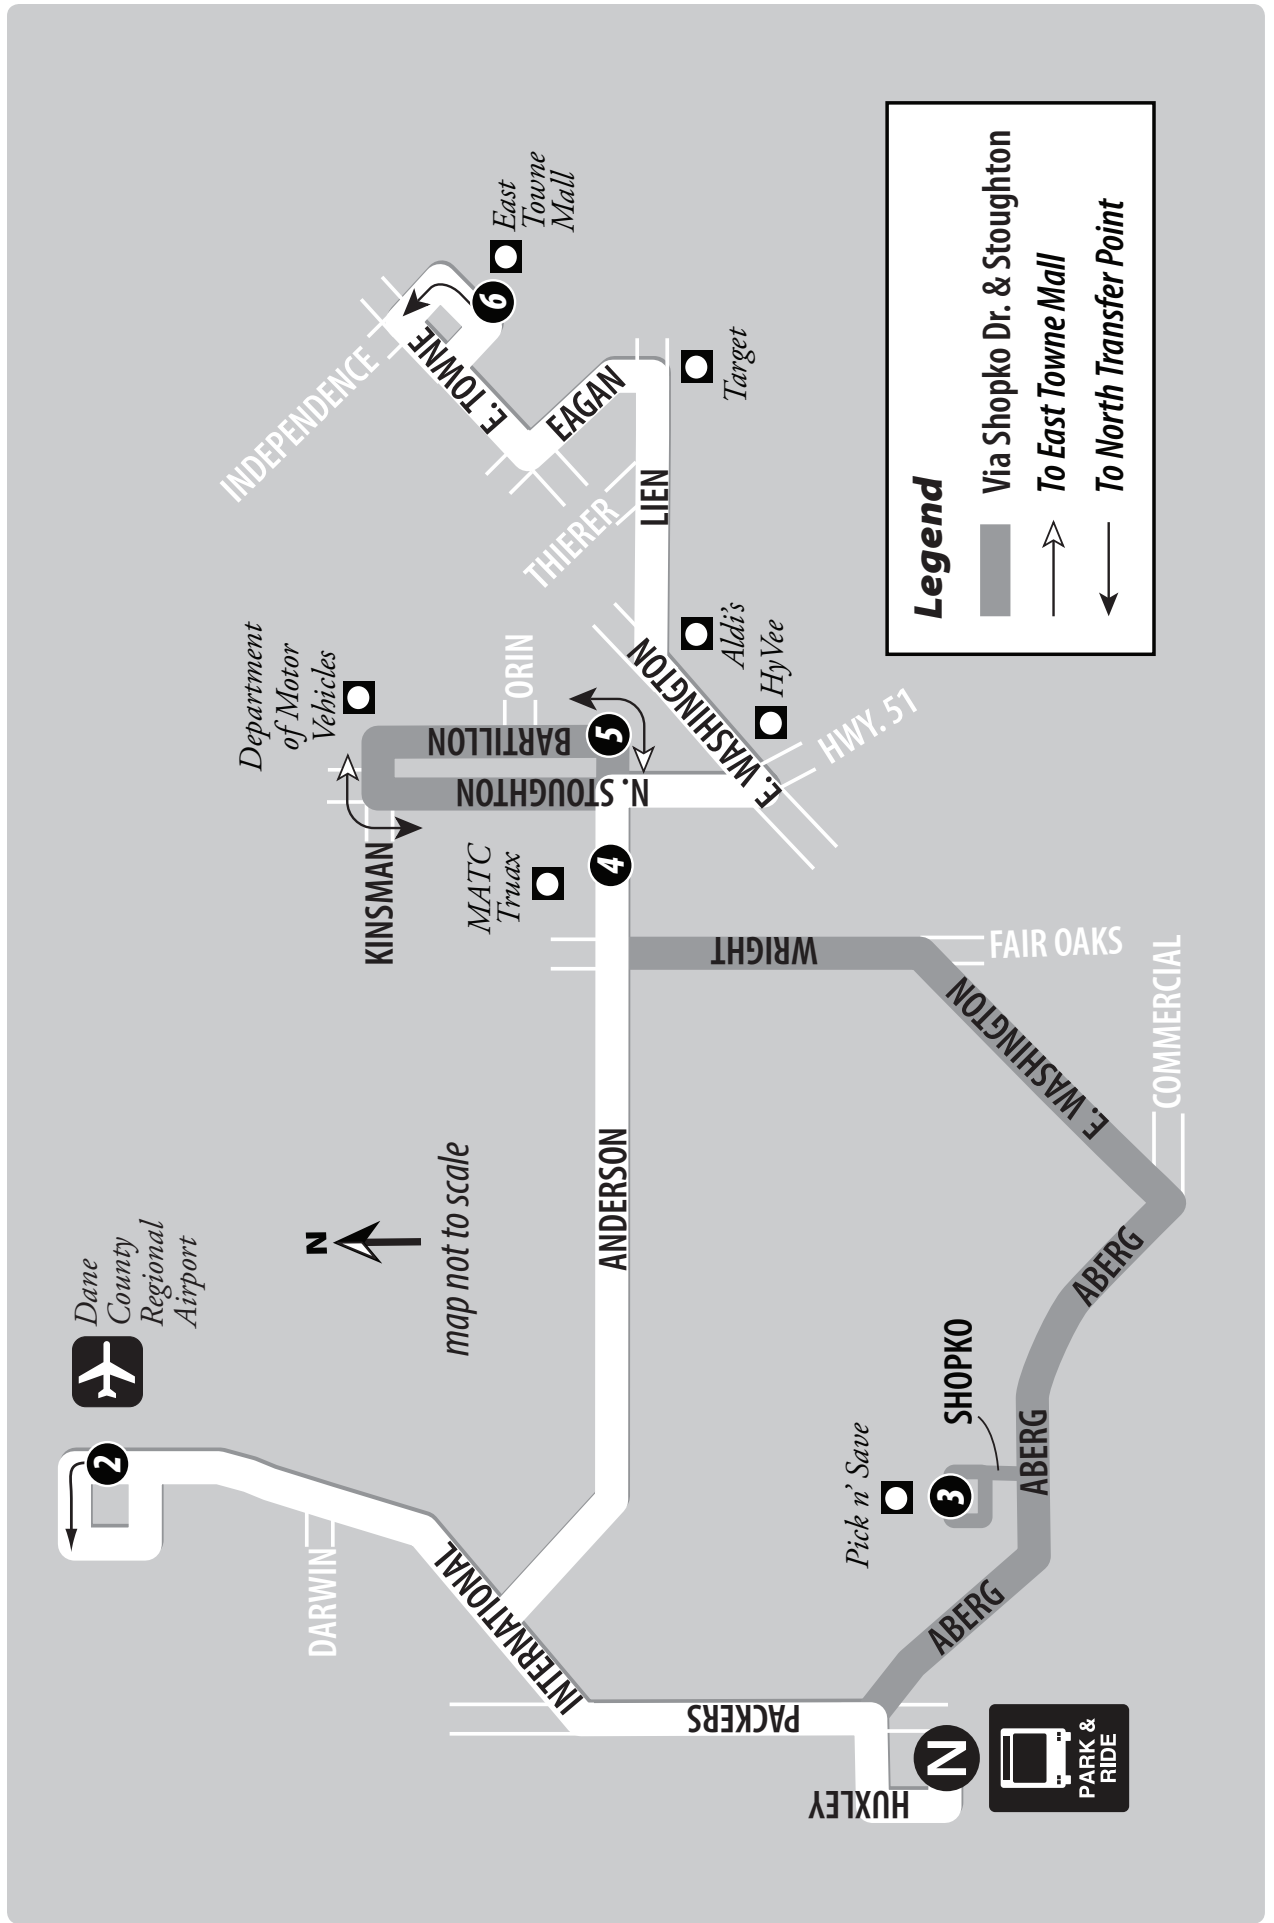 Dane
County
Regional
Airport
2
DARWIN
INTERNATIONAL
N
map not to scale
ANDERSON
PACKERS
HUXLEY
N
PARK &
RIDE
Pick n' Save
3
SHOPKO
ABERG
ABERG
ABERG
COMMERCIAL
E. WASHINGTON
FAIR OAKS
WRIGHT
MATC
Truax
4
KINSMAN
Department
of Motor
Vehicles
N. STOUGHTON
BARTILLON
5
ORIN
HWY. 51
E. WASHINGTON
HyVee
Aldi's
THIERER
LIEN
Target
EAGAN
E. TOWNE
INDEPENDENCE
6
East
Towne
Mall
Legend
Via Shopko Dr. & Stoughton
To East Towne Mall
To North Transfer Point